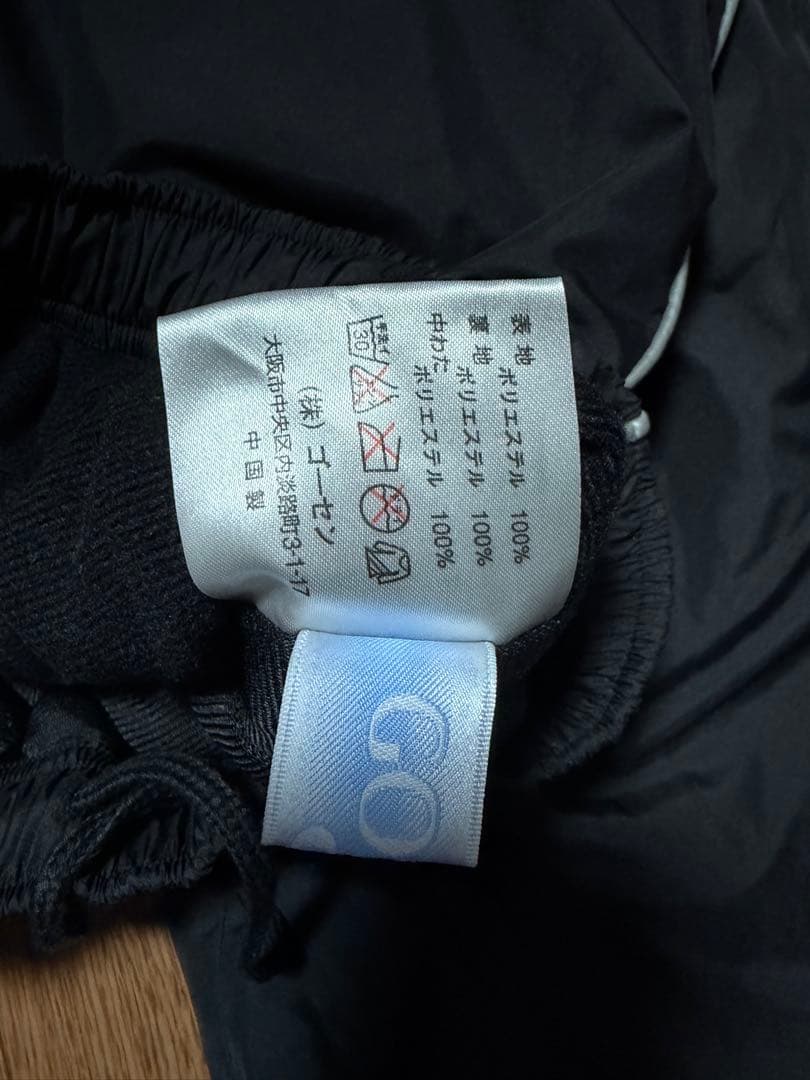 表地 ポリエステル 100%
裏地 ポリエステル 100%
中わた ポリエステル 100%
30
(株) ゴーセン
大阪市中央区内淡路町3-1-17
中国製
GO